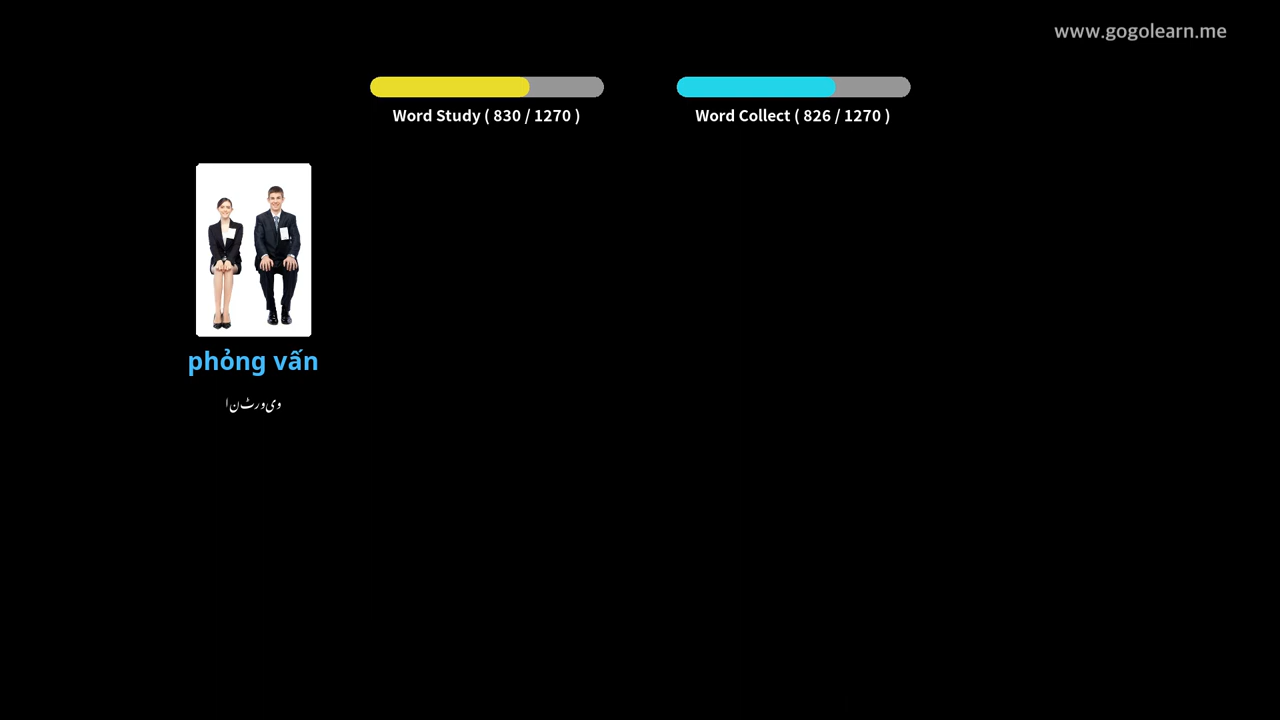 www.gogolearn.me
Word Study ( 830 / 1270 )
Word Collect ( 826 / 1270 )
phỏng vấn
انٹرویو